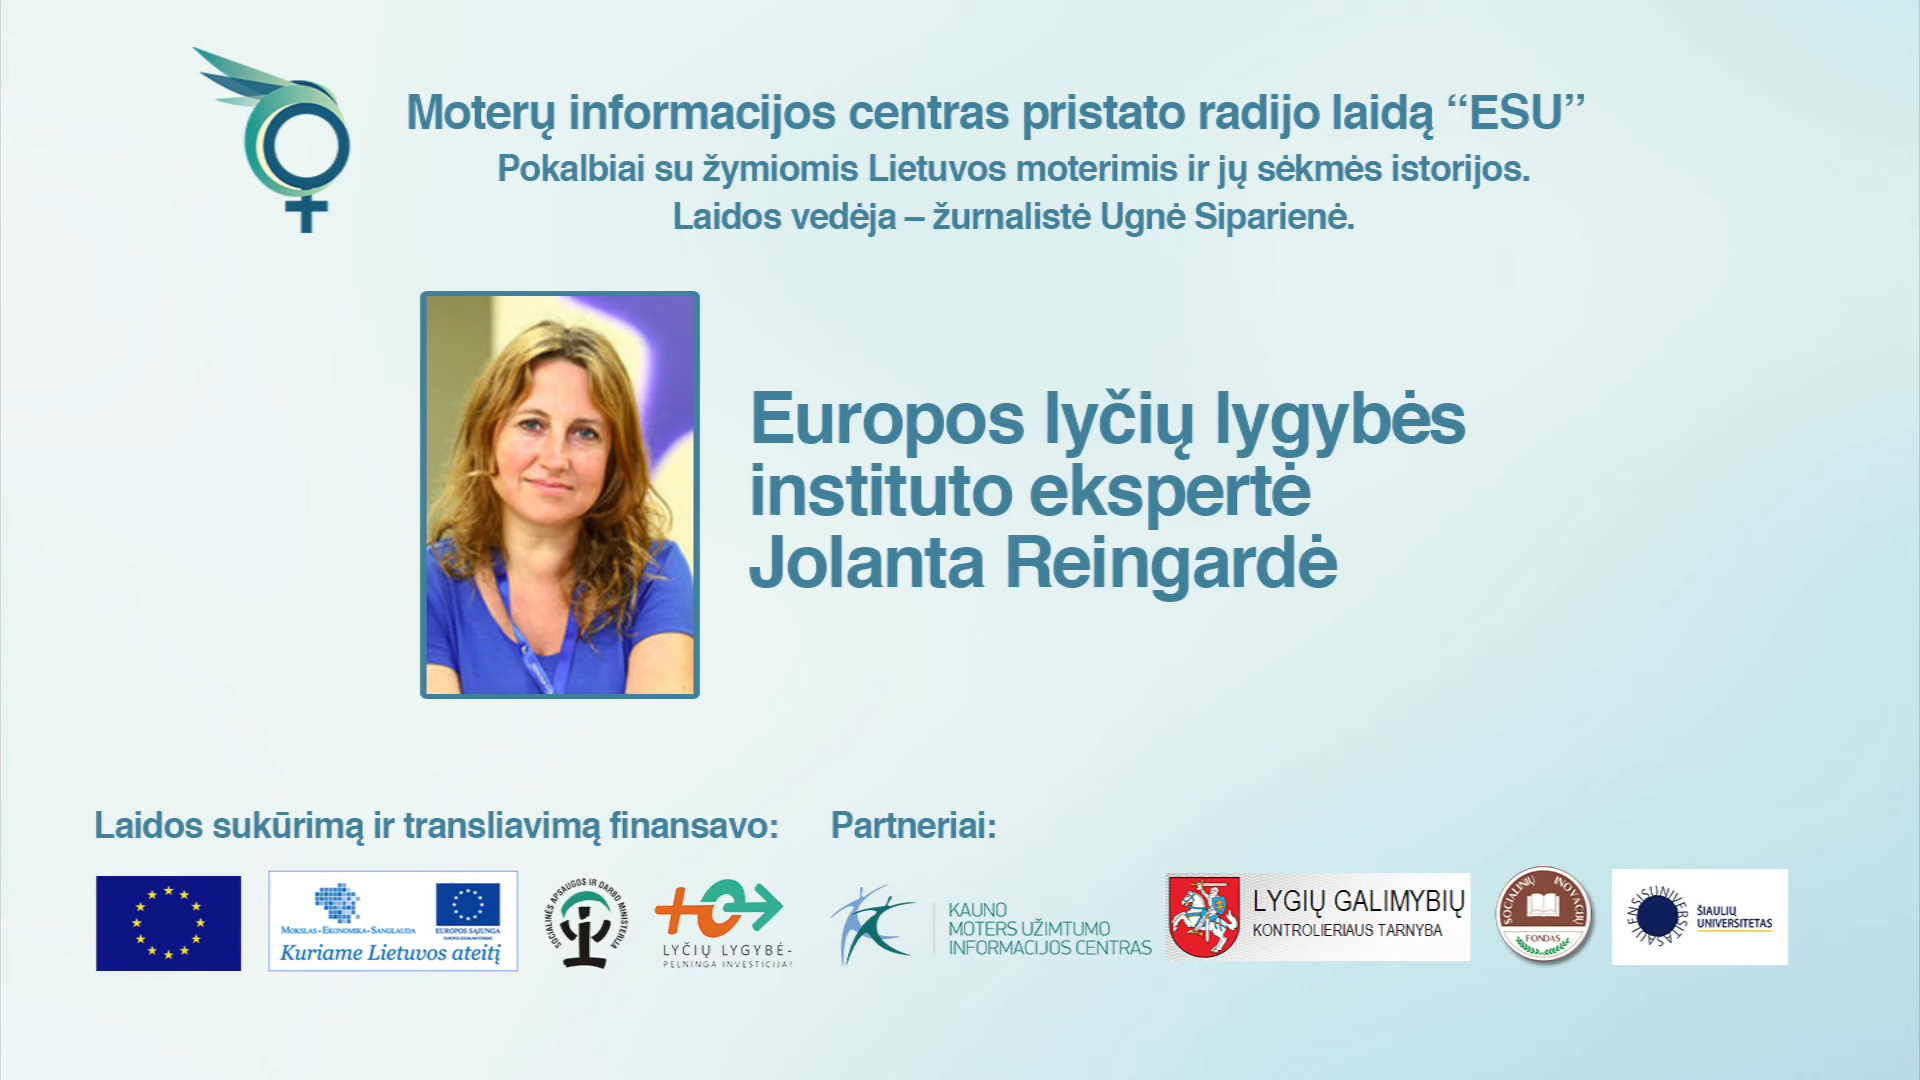 Moterų informacijos centras pristato radijo laidą “ESU”
Pokalbiai su žymiomis Lietuvos moterimis ir jų sėkmės istorijos.
Laidos vedėja – žurnalistė Ugnė Siparienė.
Europos lyčių lygybės
instituto ekspertė
Jolanta Reingardė
Laidos sukūrimą ir transliavimą finansavo:
Partneriai:
MOKSLAS • EKONOMIKA • SANGLAUDA
EUROPOS SĄJUNGA
Kuriame Lietuvos ateitį
SOCIALINĖS APSAUGOS IR DARBO MINISTERIJA
LYČIŲ LYGYBĖ-
PELNINGA INVESTICIJA!
KAUNO
MOTERS UŽIMTUMO
INFORMACIJOS CENTRAS
LYGIŲ GALIMYBIŲ
KONTROLIERIAUS TARNYBA
SOCIALINIŲ INOVACIJŲ
FONDAS
ŠIAULIŲ
UNIVERSITETAS